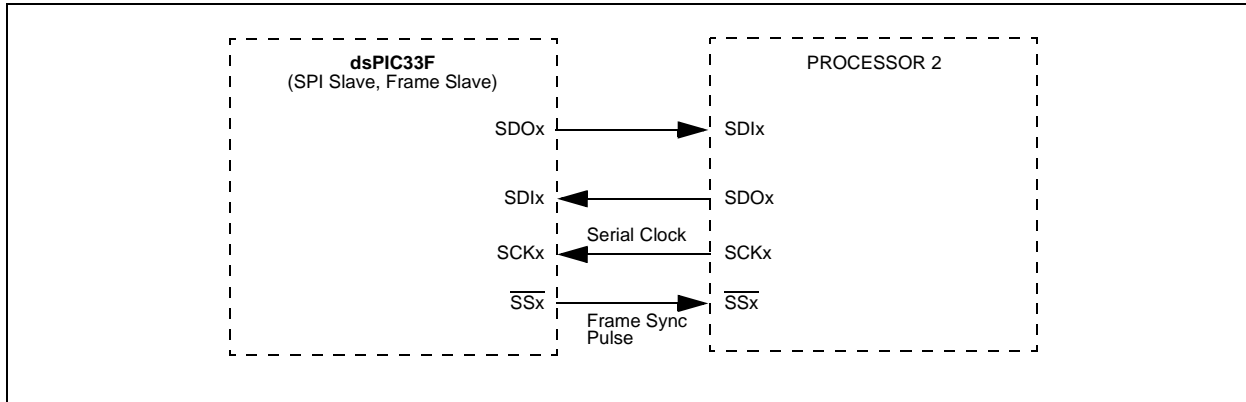 dsPIC33F
(SPI Slave, Frame Slave)
PROCESSOR 2
SDOx
SDIx
SDIx
SDOx
Serial Clock
SCKx
SCKx
SSx
SSx
Frame Sync
Pulse